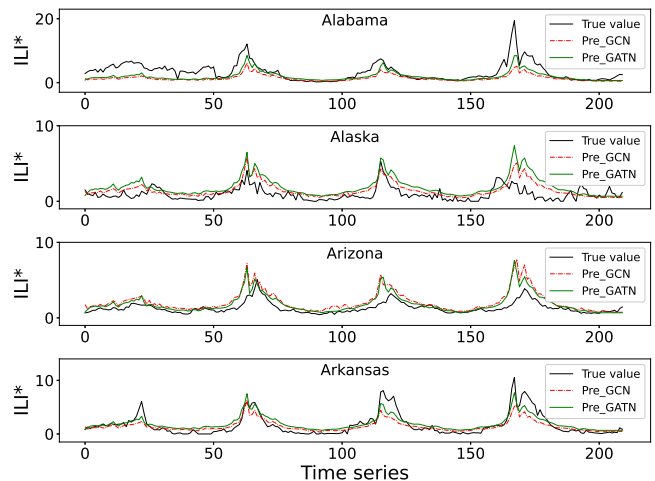 Alabama
ILI*
20
0
True value
Pre_GCN
Pre_GATN
0 50 100 150 200
Alaska
ILI*
10
0
True value
Pre_GCN
Pre_GATN
0 50 100 150 200
Arizona
ILI*
10
0
True value
Pre_GCN
Pre_GATN
0 50 100 150 200
Arkansas
ILI*
10
0
True value
Pre_GCN
Pre_GATN
0 50 100 150 200
Time series